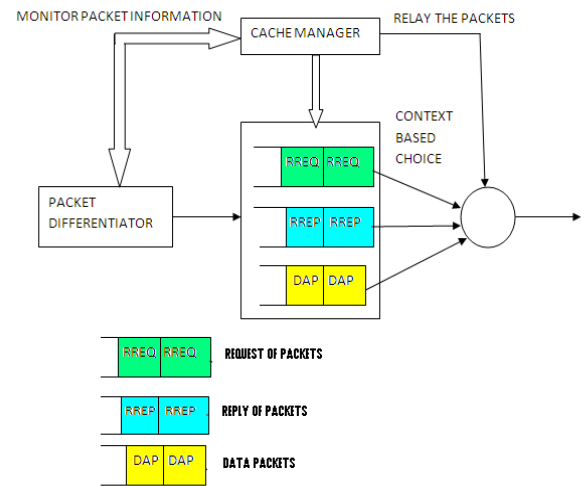 MONITOR PACKET INFORMATION
CACHE MANAGER
RELAY THE PACKETS
CONTEXT
BASED
CHOICE
RREQ RREQ
PACKET
DIFFERENTIATOR
RREP RREP
DAP DAP
RREQ RREQ
REQUEST OF PACKETS
RREP RREP
REPLY OF PACKETS
DAP DAP
DATA PACKETS